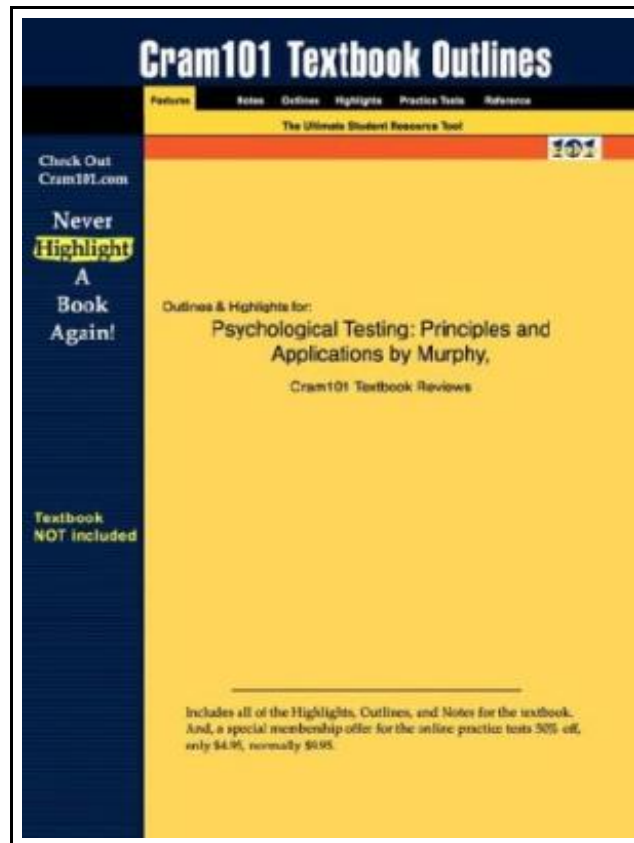 Cram101 Textbook Outlines
Features Notes Outlines Highlights Practice Tests Reference
The Ultimate Student Resource Tool
101
Check Out
Cram101.com
Never
Highlight
A
Book
Again!
Outlines & Highlights for:
Psychological Testing: Principles and
Applications by Murphy,
Cram101 Textbook Reviews
Textbook
NOT included
Includes all of the Highlights, Outlines, and Notes for the textbook.
And, a special membership offer for the online practice tests 50% off,
only $4.95, normally $9.95.